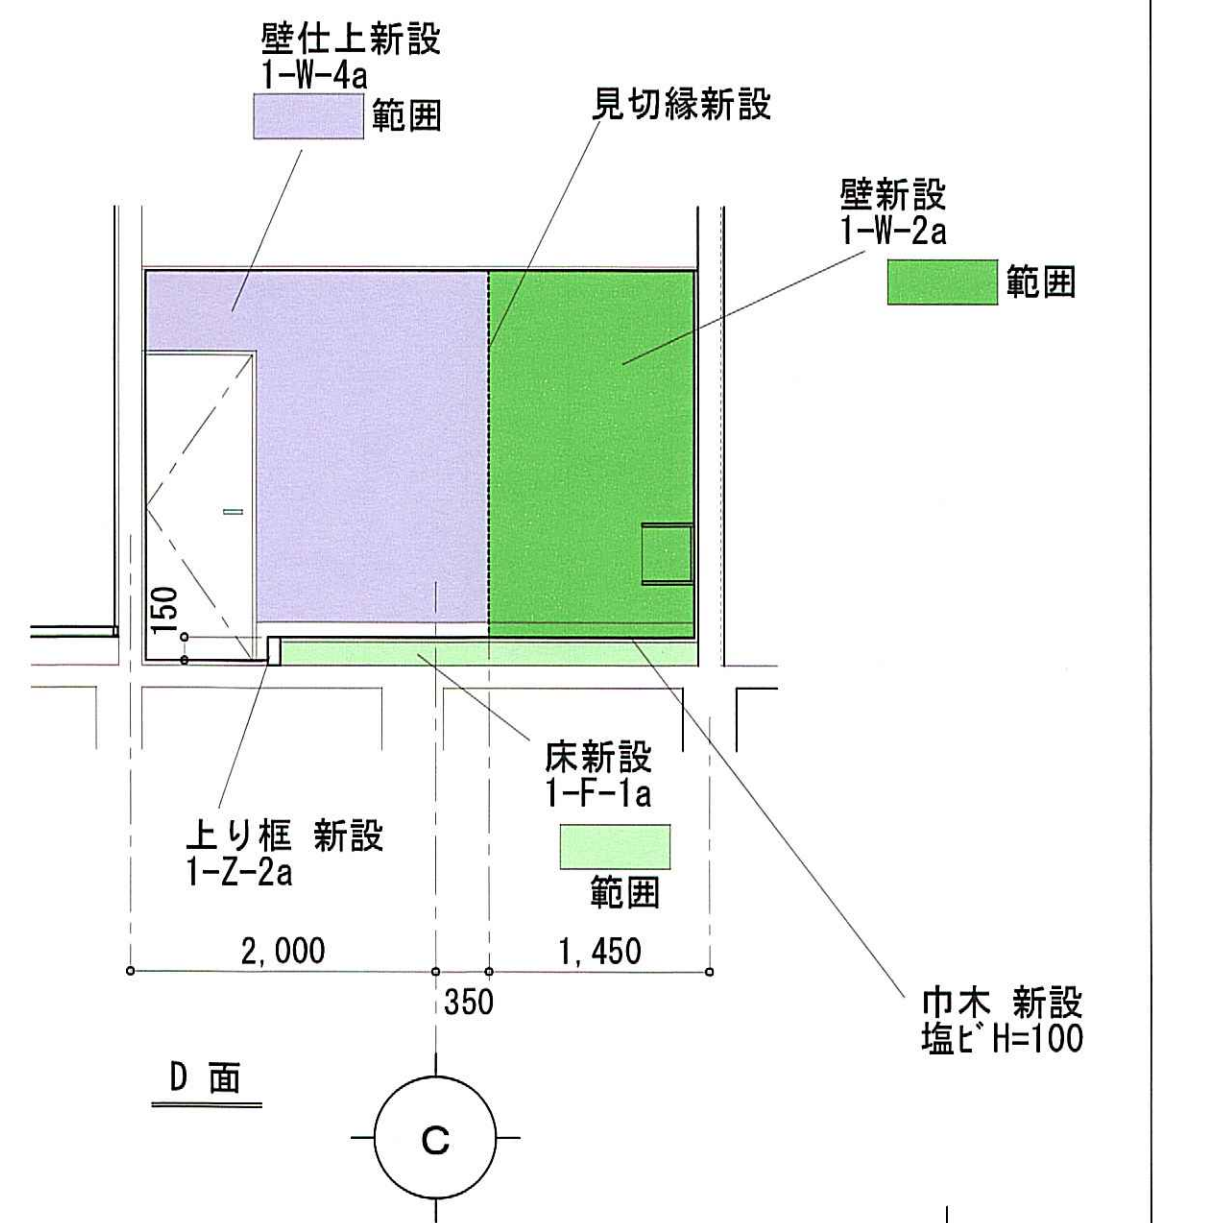 壁仕上新設
1-W-4a
範囲
見切縁新設
壁新設
1-W-2a
範囲
150
床新設
1-F-1a
範囲
上り框 新設
1-Z-2a
2,000
350
1,450
巾木 新設
塩ビ H=100
D 面
C